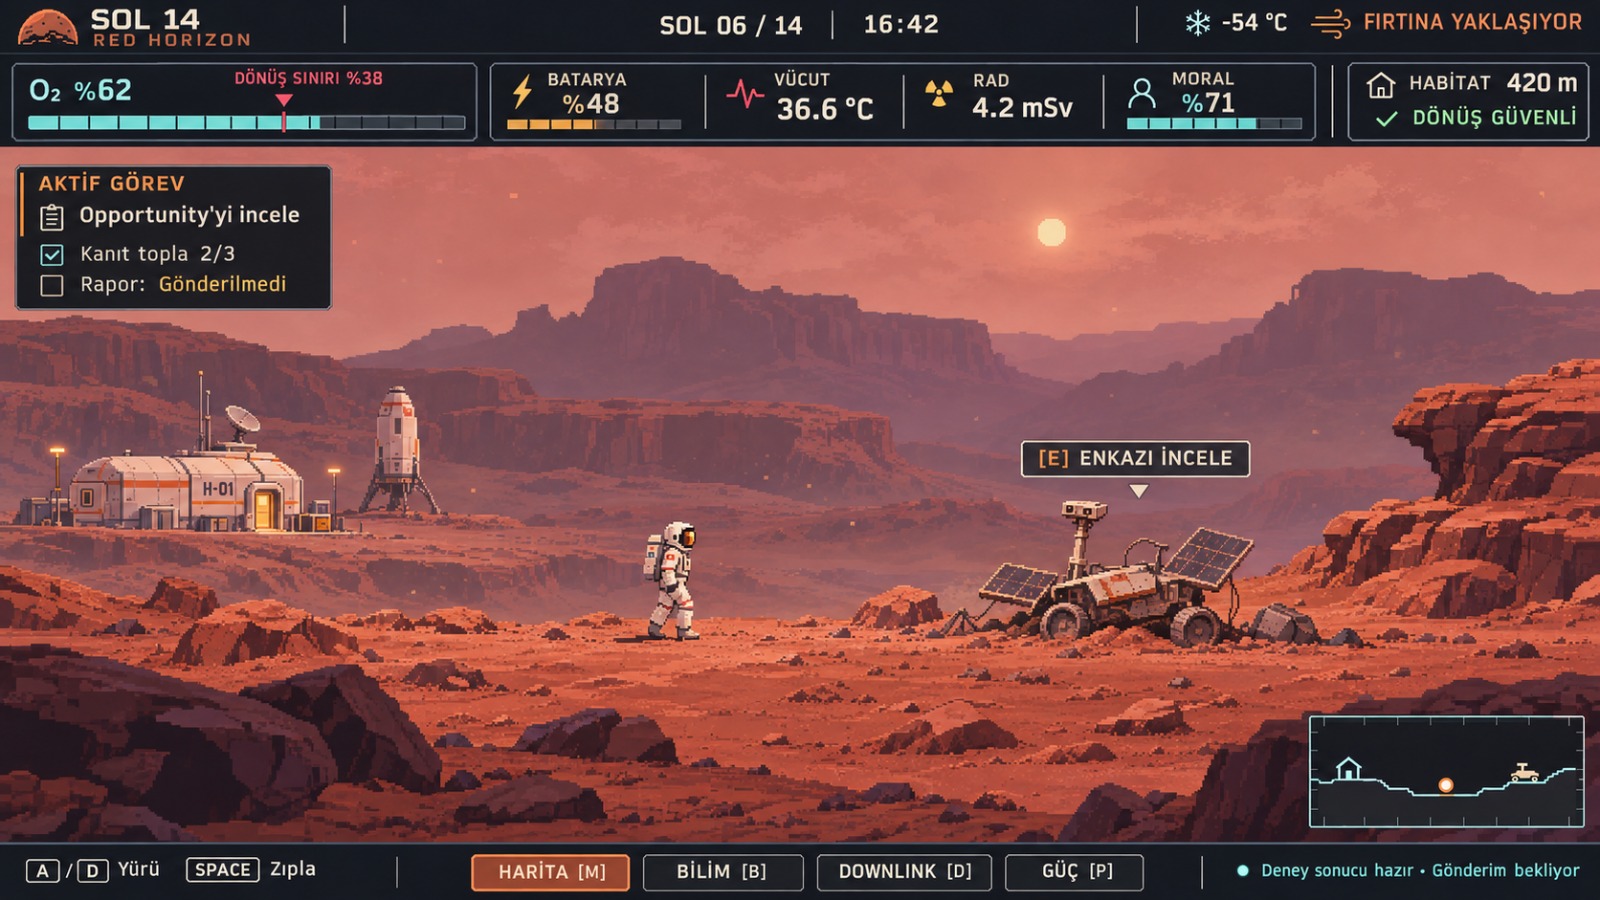 SOL 14
RED HORIZON
SOL 06 / 14
16:42
-54 °C
FIRTINA YAKLAŞIYOR
O₂ %62
DÖNÜŞ SINIRI %38
BATARYA
%48
VÜCUT
36.6 °C
RAD
4.2 mSv
MORAL
%71
HABİTAT 420 m
DÖNÜŞ GÜVENLİ
AKTİF GÖREV
Opportunity'yi incele
Kanıt topla 2/3
Rapor: Gönderilmedi
[E] ENKAZI İNCELE
H-01
A / D Yürü
SPACE Zıpla
HARİTA [M]
BİLİM [B]
DOWNLINK [D]
GÜÇ [P]
Deney sonucu hazır • Gönderim bekliyor